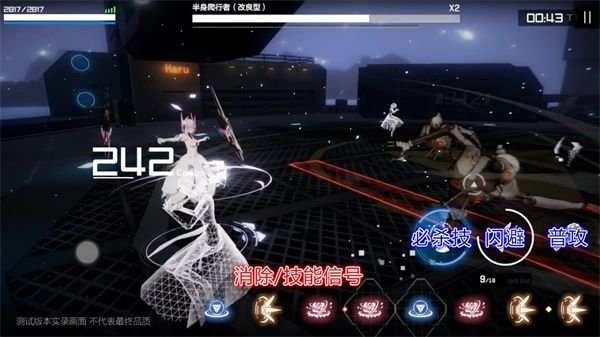 2817/2817
半身爬行者（改良型）
X2
00:43
Haru
242
Combo
必杀技 闪避 普攻
9/16
消除/技能信号
测试版本实录画面 不代表最终品质